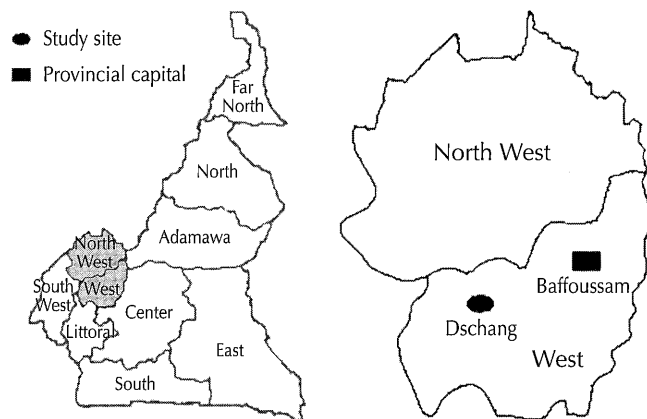 Study site
Provincial capital
Far
North
North
Adamawa
North
West
West
South
West
Littoral
Center
East
South
North West
Baffoussam
Dschang
West